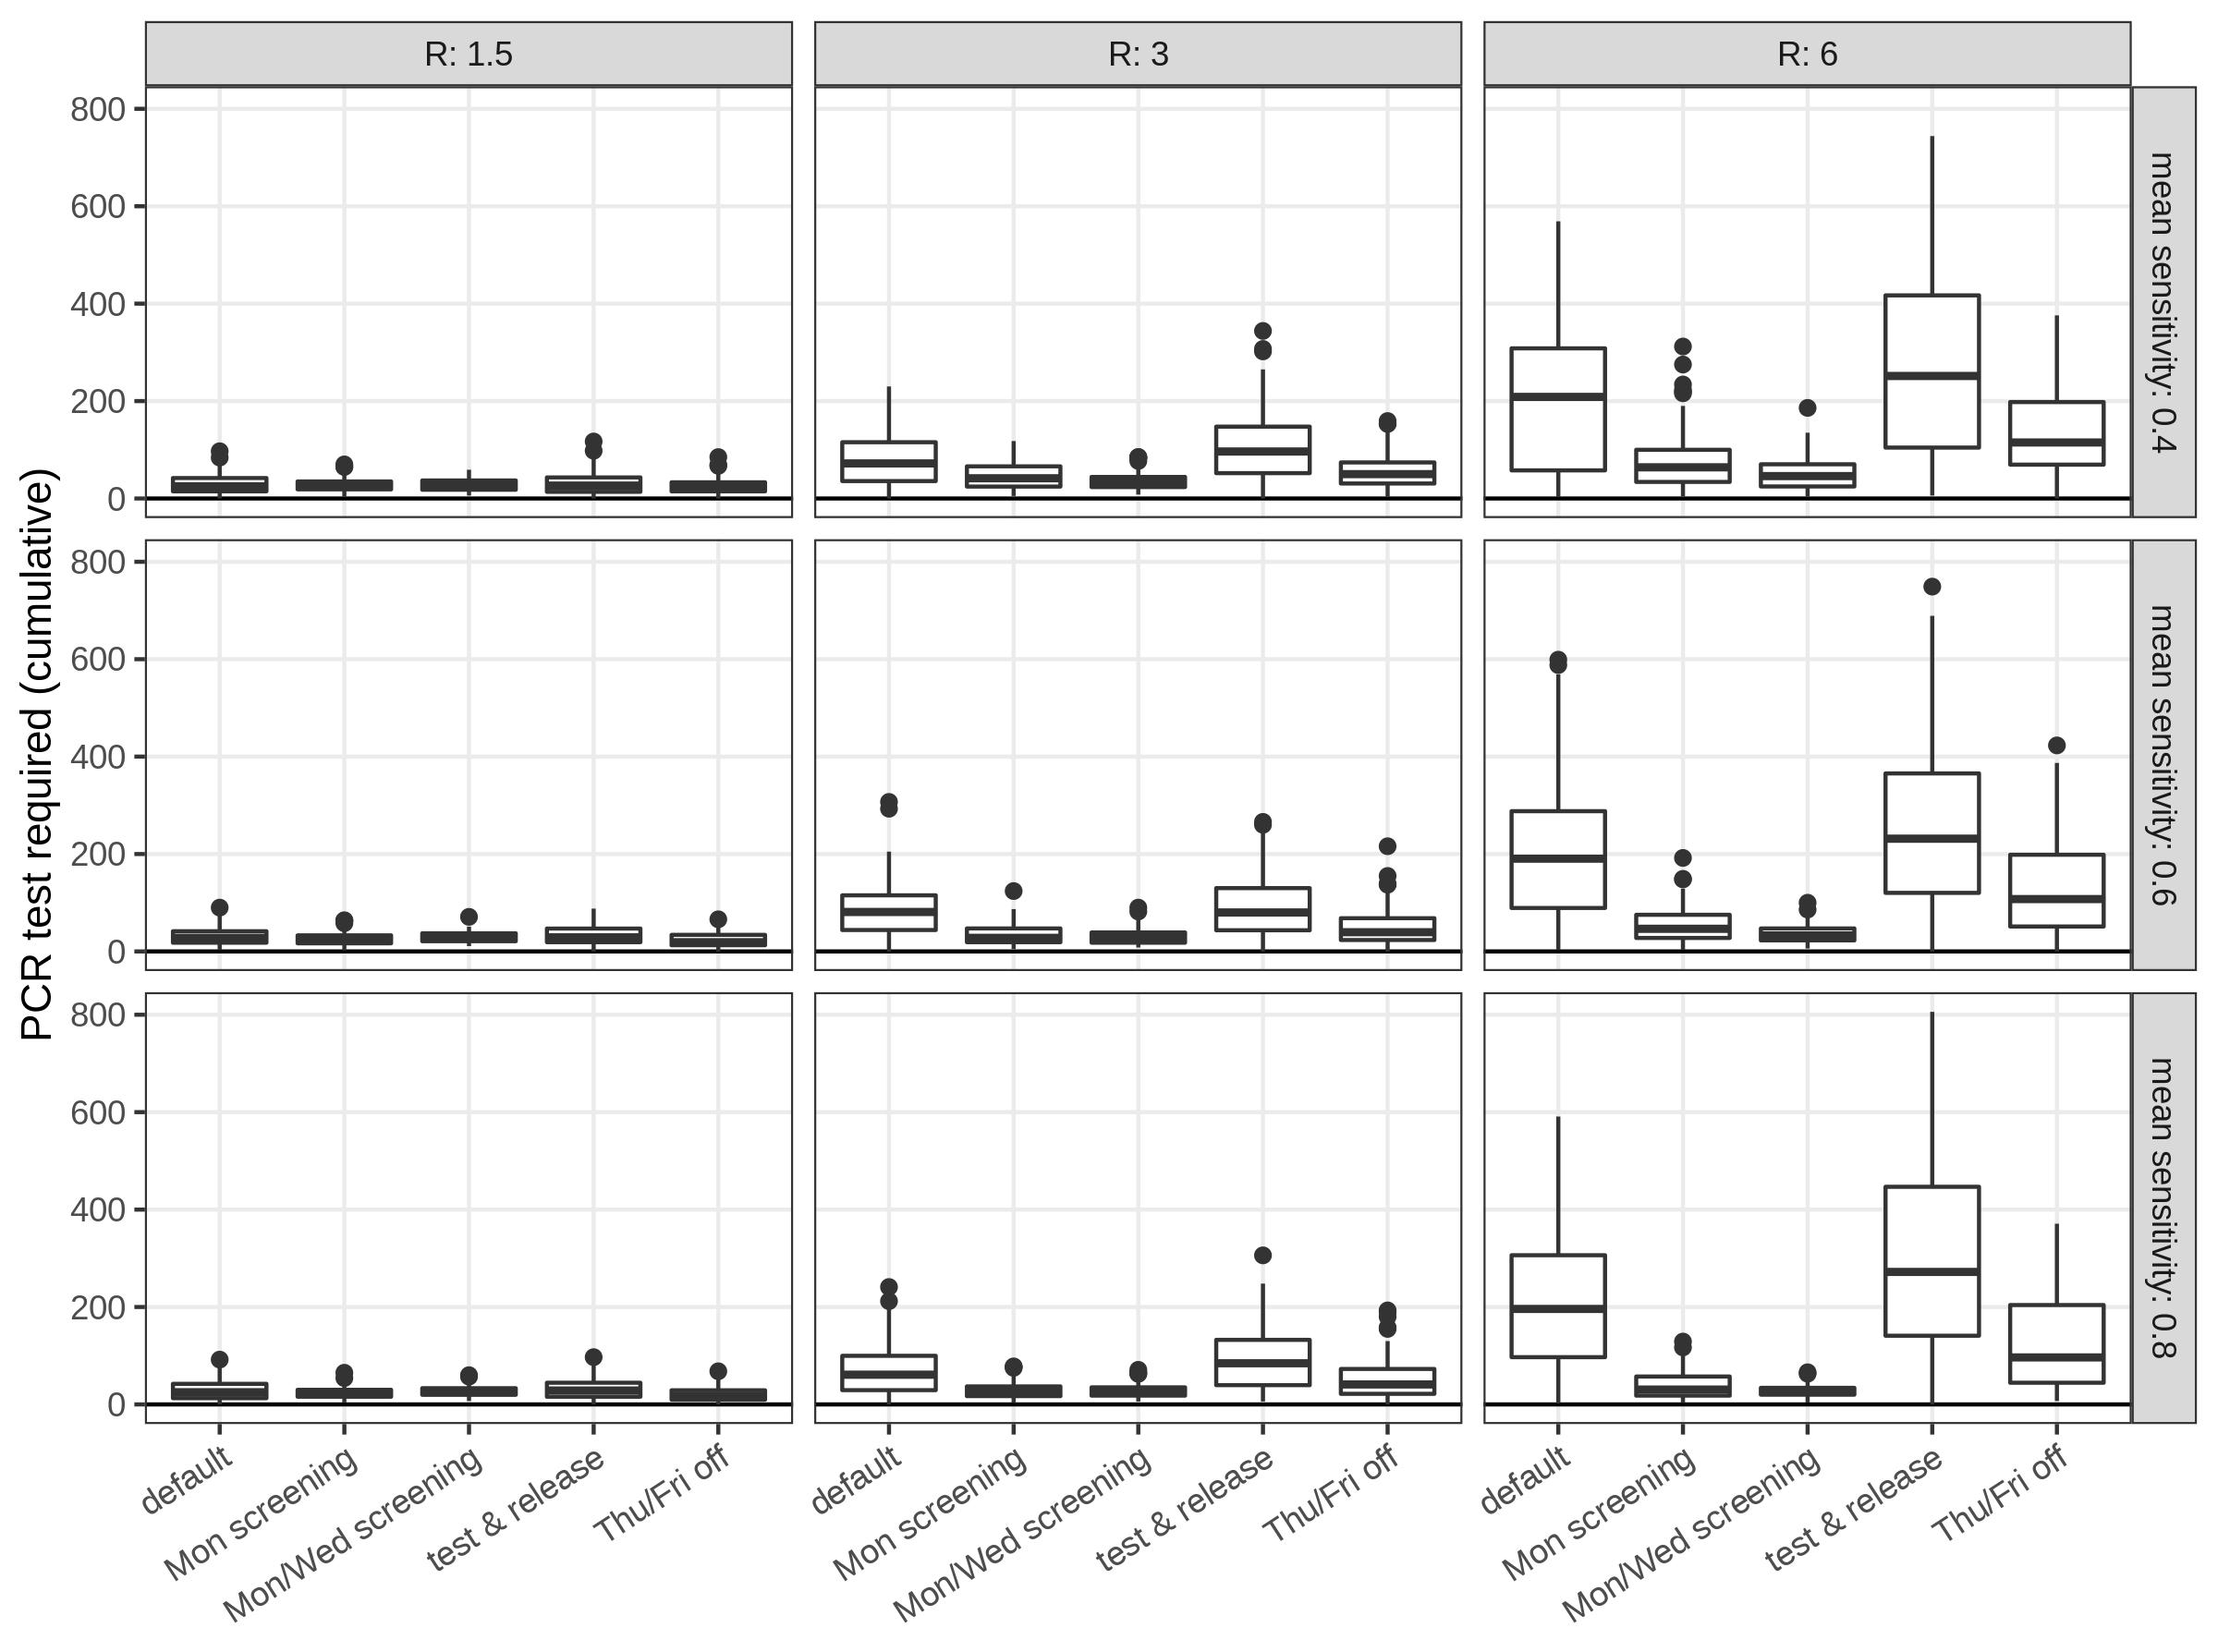 R: 1.5
R: 3
R: 6
PCR test required (cumulative)
800
600
400
200
0
mean sensitivity: 0.4
800
600
400
200
0
mean sensitivity: 0.6
800
600
400
200
0
mean sensitivity: 0.8
default
Mon screening
Mon/Wed screening
test & release
Thu/Fri off
default
Mon screening
Mon/Wed screening
test & release
Thu/Fri off
default
Mon screening
Mon/Wed screening
test & release
Thu/Fri off